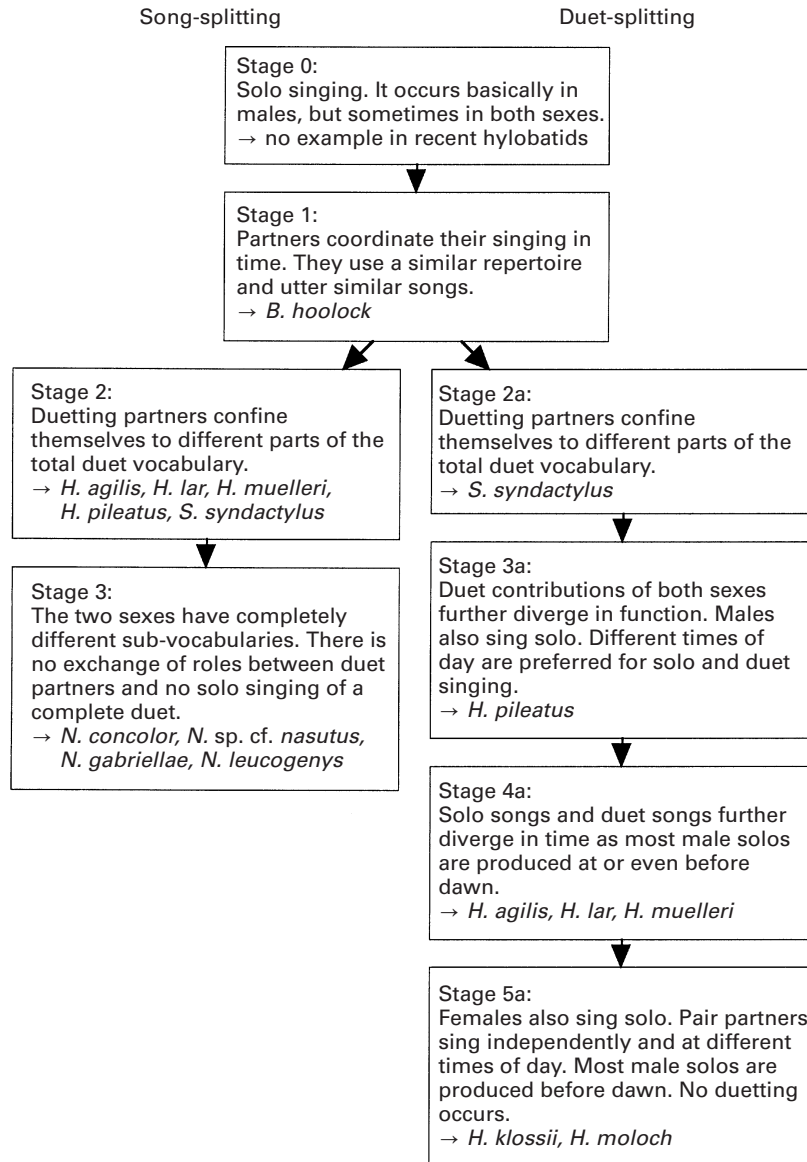 Song-splitting
Duet-splitting
Stage 0:
Solo singing. It occurs basically in
males, but sometimes in both sexes.
→ no example in recent hylobatids
Stage 1:
Partners coordinate their singing in
time. They use a similar repertoire
and utter similar songs.
→ B. hoolock
Stage 2:
Duetting partners confine
themselves to different parts of the
total duet vocabulary.
→ H. agilis, H. lar, H. muelleri,
H. pileatus, S. syndactylus
Stage 3:
The two sexes have completely
different sub-vocabularies. There is
no exchange of roles between duet
partners and no solo singing of a
complete duet.
→ N. concolor, N. sp. cf. nasutus,
N. gabriellae, N. leucogenys
Stage 2a:
Duetting partners confine
themselves to different parts of the
total duet vocabulary.
→ S. syndactylus
Stage 3a:
Duet contributions of both sexes
further diverge in function. Males
also sing solo. Different times of
day are preferred for solo and duet
singing.
→ H. pileatus
Stage 4a:
Solo songs and duet songs further
diverge in time as most male solos
are produced at or even before
dawn.
→ H. agilis, H. lar, H. muelleri
Stage 5a:
Females also sing solo. Pair partners
sing independently and at different
times of day. Most male solos are
produced before dawn. No duetting
occurs.
→ H. klossii, H. moloch